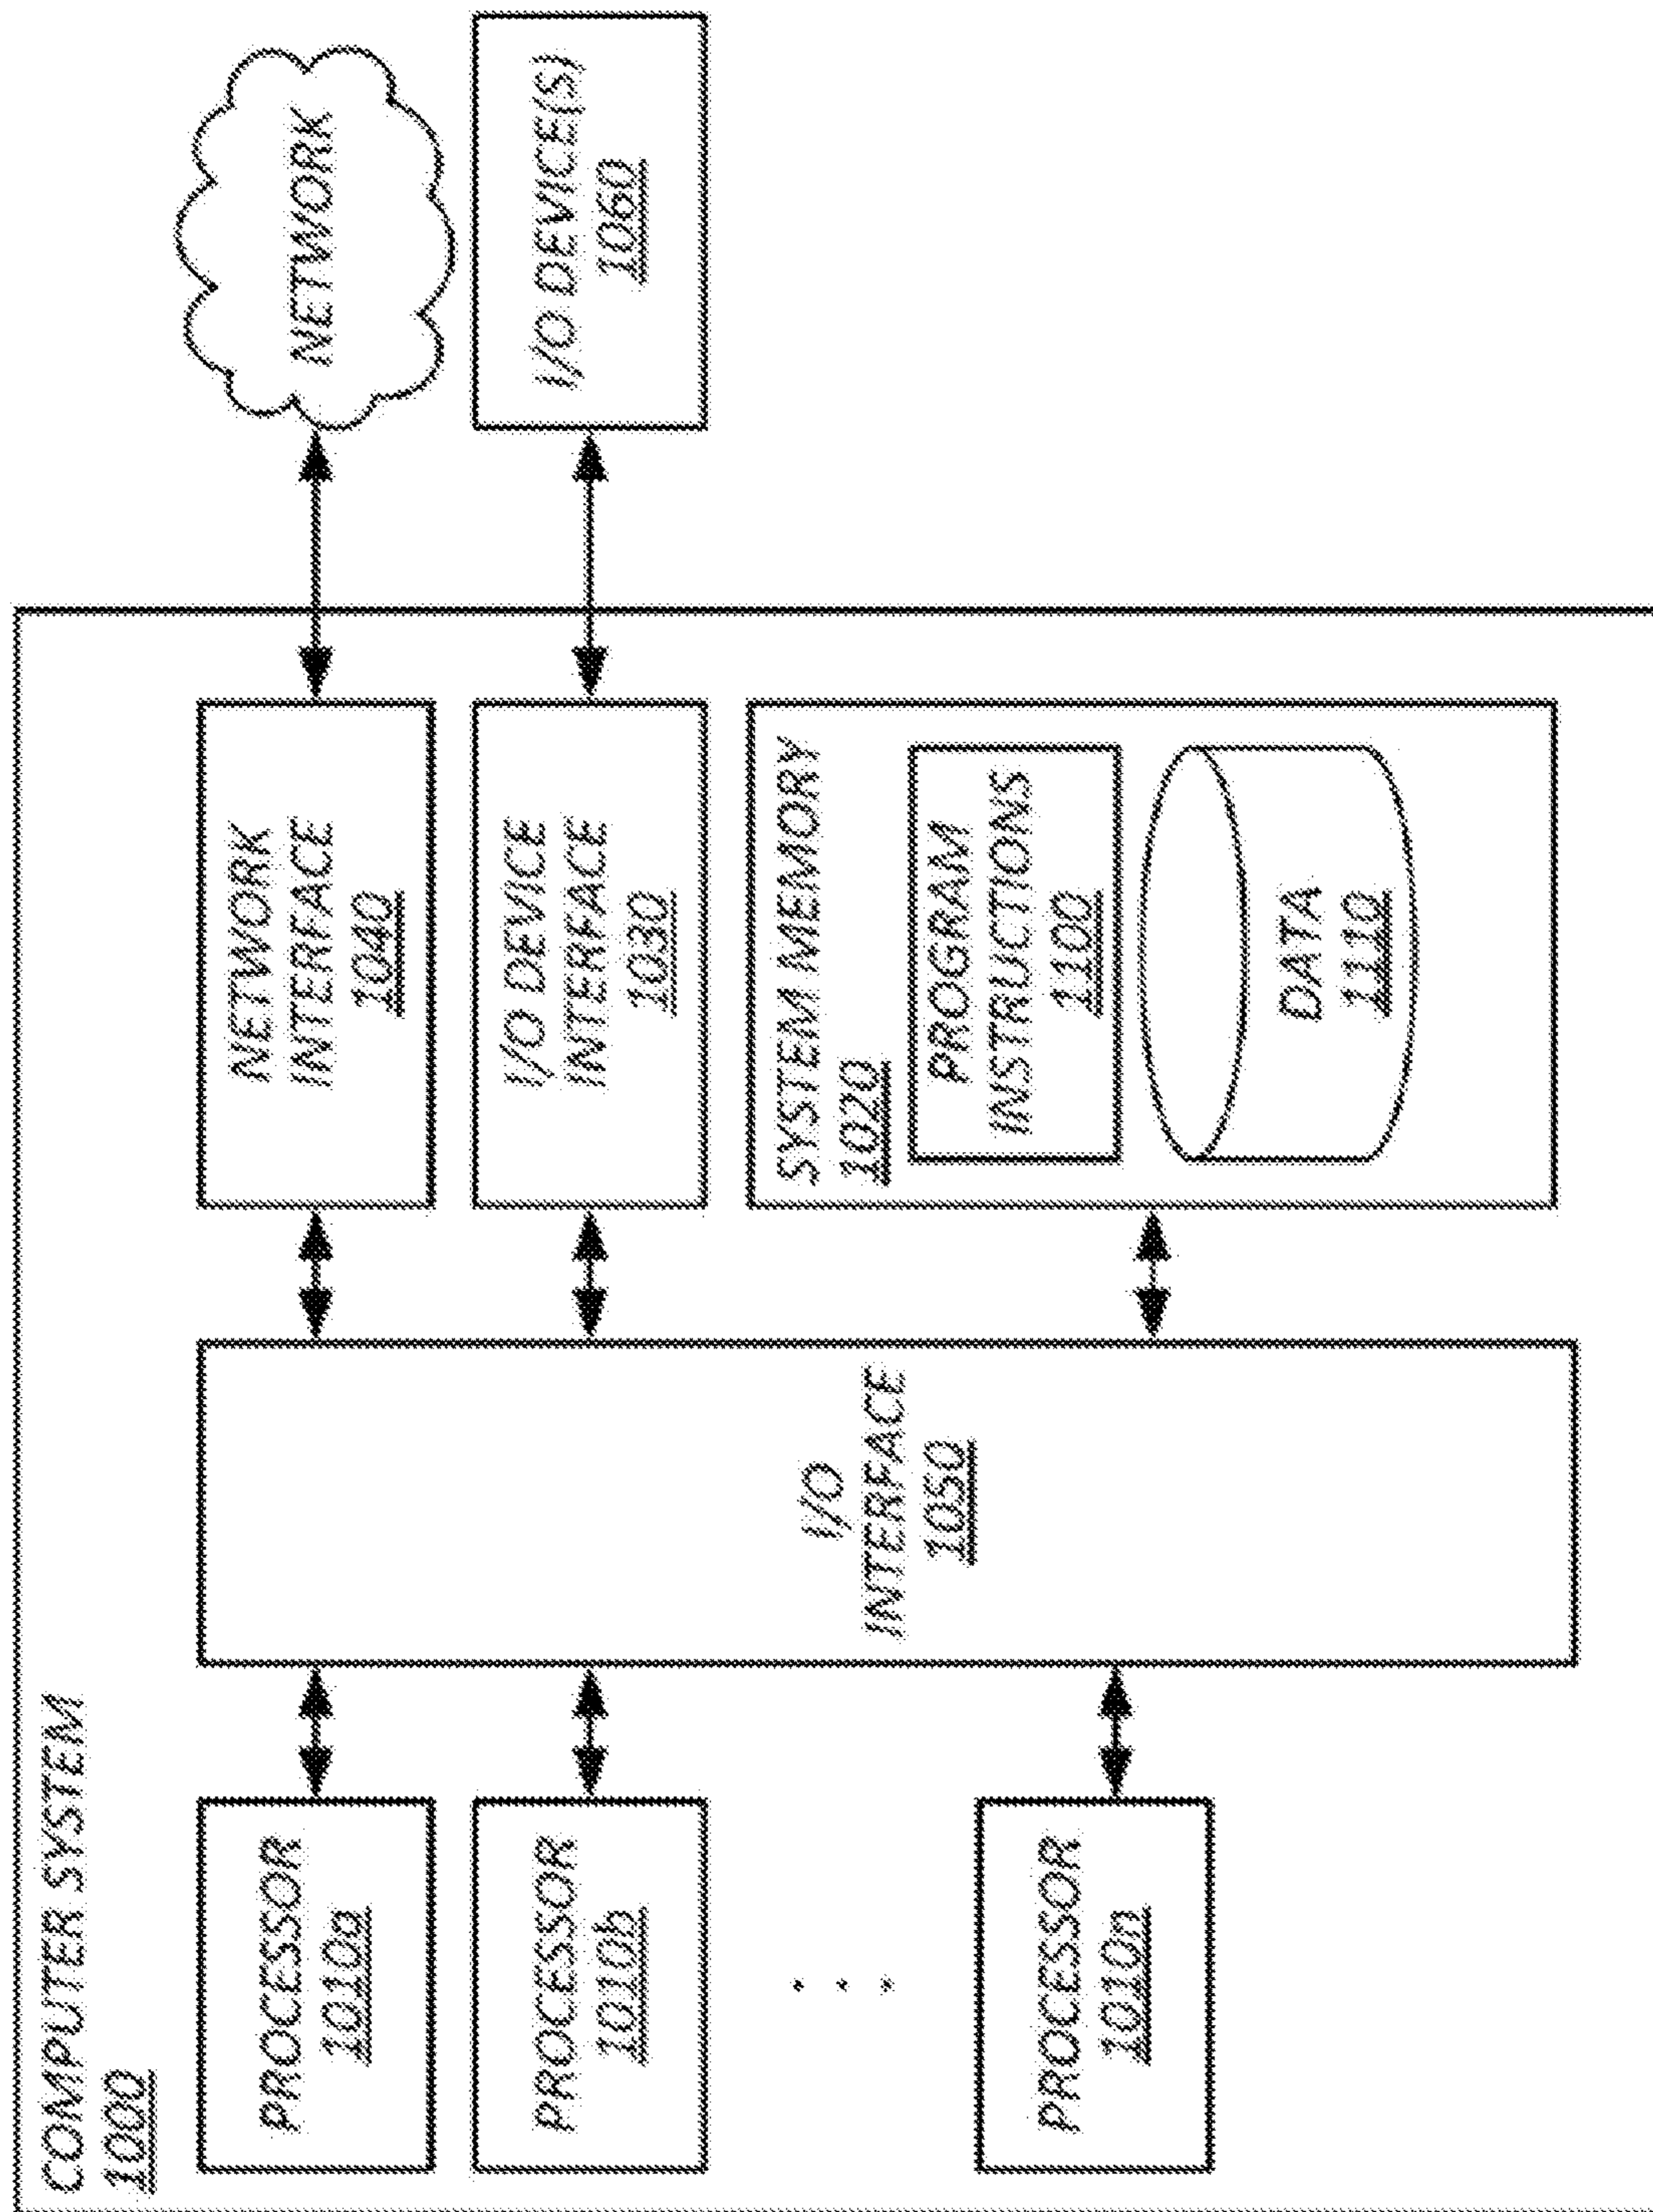 COMPUTER SYSTEM
1000
PROCESSOR
1010a
PROCESSOR
1010b
. . .
PROCESSOR
1010n
I/O
INTERFACE
1050
NETWORK
INTERFACE
1040
I/O DEVICE
INTERFACE
1030
SYSTEM MEMORY
1020
PROGRAM
INSTRUCTIONS
1100
DATA
1110
NETWORK
I/O DEVICE(S)
1060